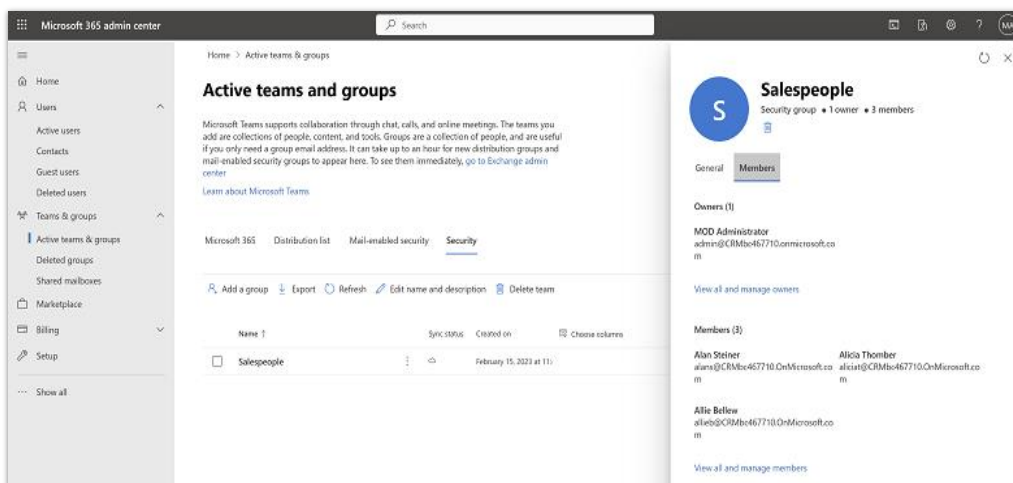 Microsoft 365 admin center
Search
?
MA
Home
Users
Active users
Contacts
Guest users
Deleted users
Teams & groups
Active teams & groups
Deleted groups
Shared mailboxes
Marketplace
Billing
Setup
Show all
Home > Active teams & groups
Active teams and groups
Microsoft Teams supports collaboration through chat, calls, and online meetings. The teams you
add are collections of people, content, and tools. Groups are a collection of people, and are useful
if you only need a group email address. It can take up to an hour for new distribution groups and
mail-enabled security groups to appear here. To see them immediately, go to Exchange admin
center
Learn about Microsoft Teams
Microsoft 365 Distribution list Mail-enabled security Security
Add a group Export Refresh Edit name and description Delete team
Name ↑ Sync status Created on Choose columns
Salespeople February 15, 2023 at 11:
S
Salespeople
Security group • 1 owner • 3 members
General Members
Owners (1)
MOD Administrator
admin@CRMbc467710.onmicrosoft.co
m
View all and manage owners
Members (3)
Alan Steiner Alicia Thomber
alans@CRMbc467710.OnMicrosoft.co aliciat@CRMbc467710.OnMicrosoft.co
m m
Allie Bellew
allieb@CRMbc467710.OnMicrosoft.co
m
View all and manage members